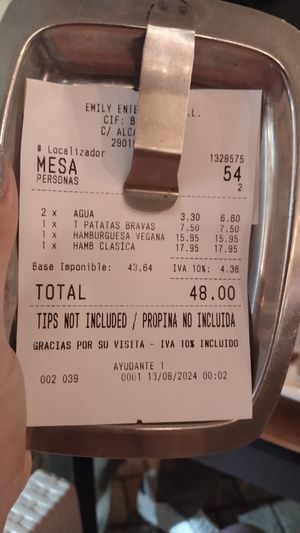 EMILY L.
CIF: B
C/
# Localizador 1328575
MESA 54
PERSONAS 2
2 x AGUA 3.30 6.60
1 x T PATATAS BRAVAS 7.50 7.50
1 x HAMBURGUESA VEGANA 15.95 15.95
1 x HAMB CLASICA 17.95 17.95
Base Imponible: 43.64 IVA 10%: 4.36
TOTAL 48.00
TIPS NOT INCLUDED / PROPINA NO INCLUIDA
GRACIAS POR SU VISITA - IVA 10% INCLUIDO
AYUDANTE 1
002 039 0001 13/08/2024 00:02